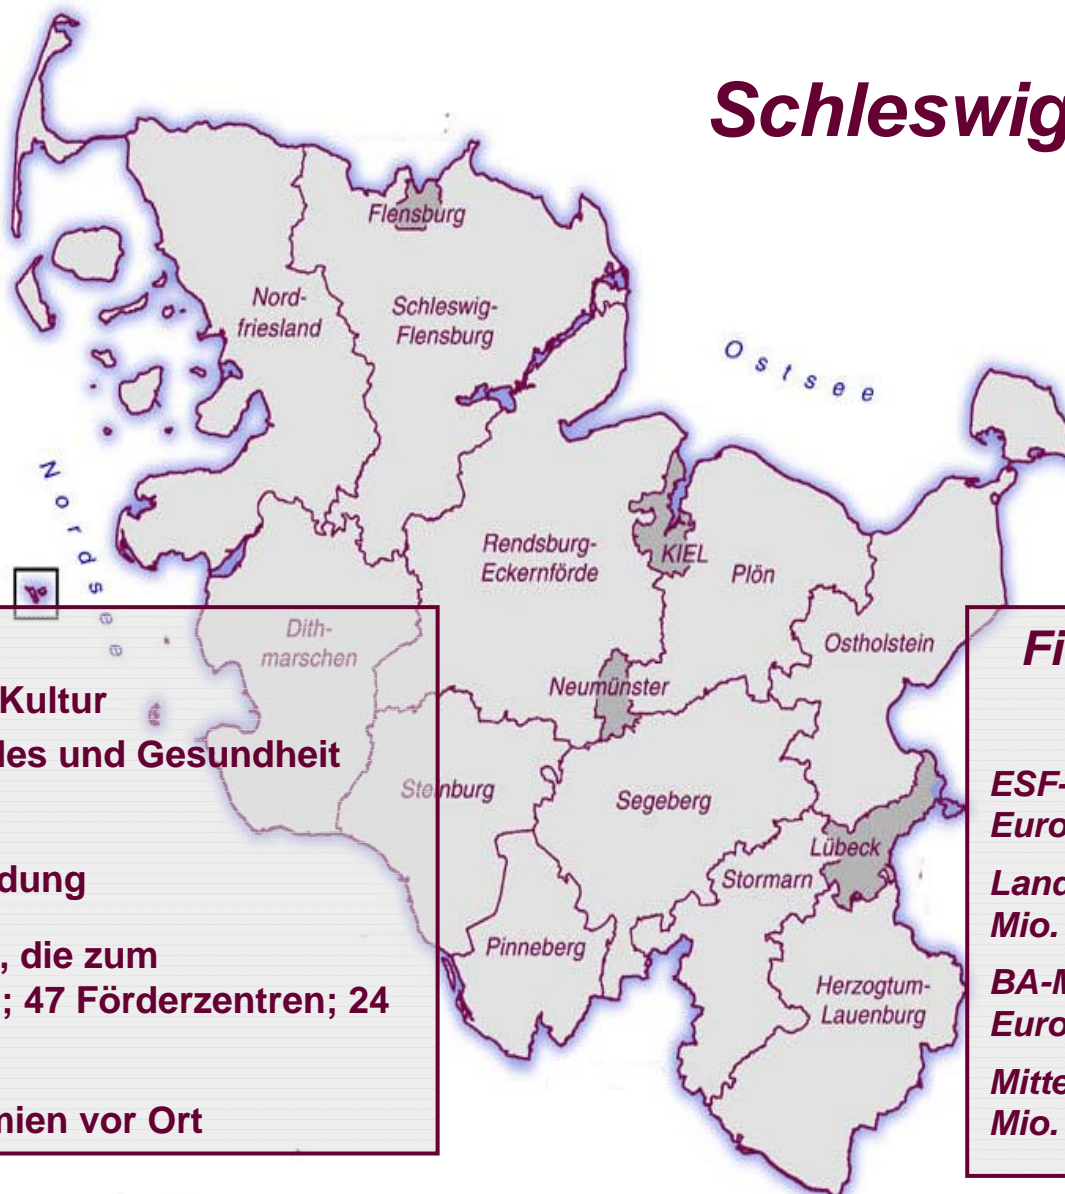 Schleswig
Flensburg
Nord-
friesland
Schleswig-
Flensburg
Ostsee
Nordsee
Rendsburg-
Eckernförde
KIEL
Plön
Dith-
marschen
Ostholstein
Neumünster
Steinburg
Segeberg
Lübeck
Stormarn
Pinneberg
Herzogtum-
Lauenburg
Kultur
les und Gesundheit
dung
, die zum
; 47 Förderzentren; 24
mien vor Ort
Fi
ESF-
Euro
Land
Mio.
BA-M
Euro
Mitte
Mio.